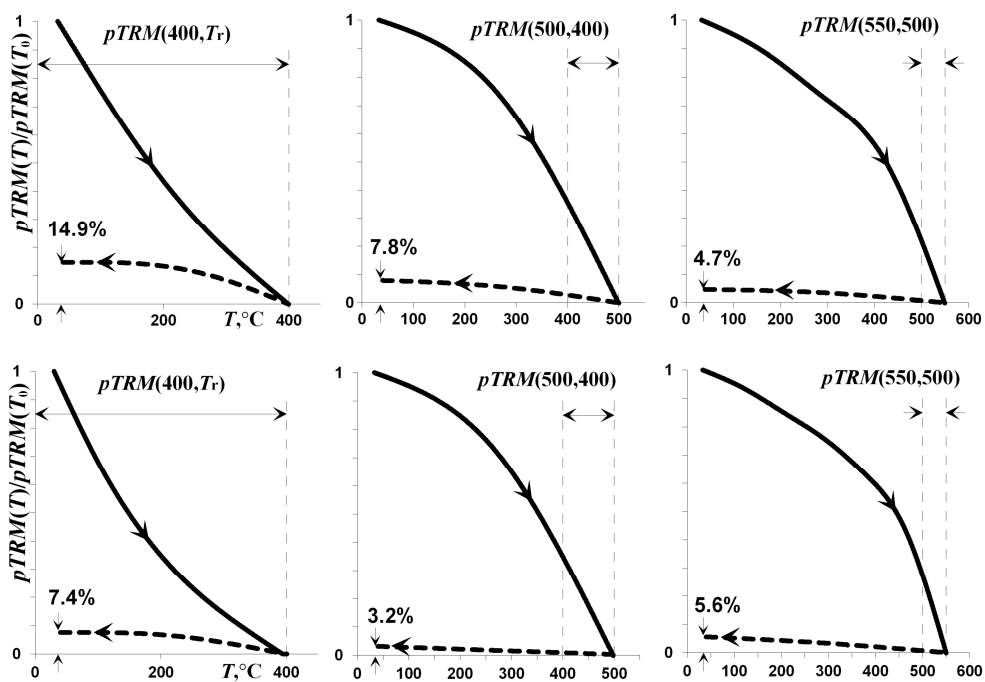 pTRM(T)/pTRM(T₀)
1
pTRM(400,Tr)
14.9%
0
0 200 T,°C 400
1
pTRM(500,400)
7.8%
0
0 100 200 300 400 500
1
pTRM(550,500)
4.7%
0
0 100 200 300 400 500 600
pTRM(T)/pTRM(T₀)
1
pTRM(400,Tr)
7.4%
0
0 200 T,°C 400
1
pTRM(500,400)
3.2%
0
0 100 200 300 400 500
1
pTRM(550,500)
5.6%
0
0 100 200 300 400 500 600